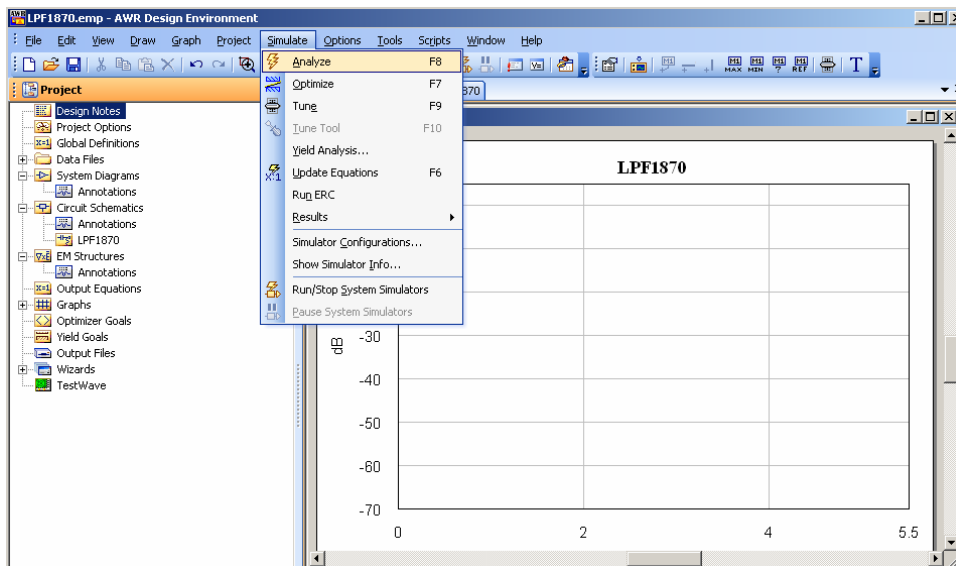 LPF1870.emp - AWR Design Environment
File Edit View Draw Graph Project Simulate Options Tools Scripts Window Help
Project
Design Notes
Project Options
Global Definitions
Data Files
System Diagrams
Annotations
Circuit Schematics
Annotations
LPF1870
EM Structures
Annotations
Output Equations
Graphs
Optimizer Goals
Yield Goals
Output Files
Wizards
TestWave
Analyze F8
Optimize F7
Tune F9
Tune Tool F10
Yield Analysis...
Update Equations F6
Run ERC
Results
Simulator Configurations...
Show Simulator Info...
Run/Stop System Simulators
Pause System Simulators
870
LPF1870
dB
-30
-40
-50
-60
-70
0 2 4 5.5